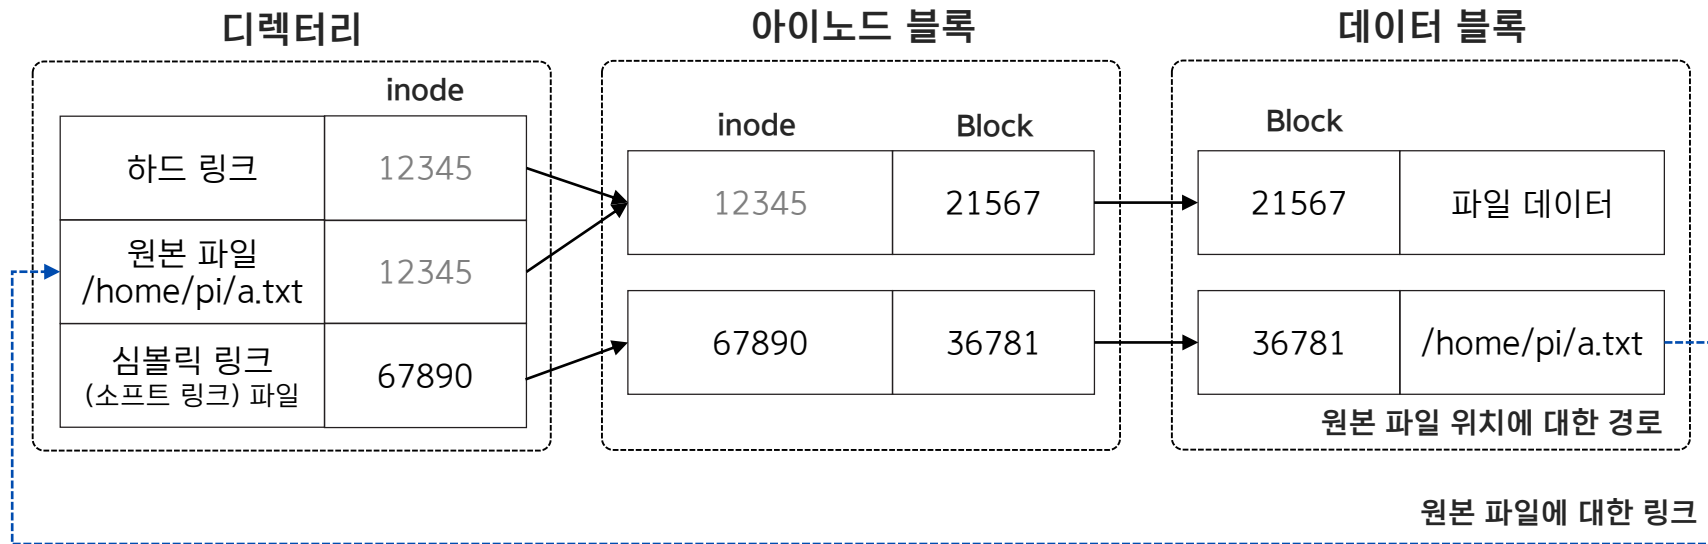 디렉터리
아이노드 블록
데이터 블록
inode
하드 링크
12345
원본 파일
/home/pi/a.txt
12345
심볼릭 링크
(소프트 링크) 파일
67890
inode
Block
12345
21567
67890
36781
Block
21567
파일 데이터
36781
/home/pi/a.txt
원본 파일 위치에 대한 경로
원본 파일에 대한 링크